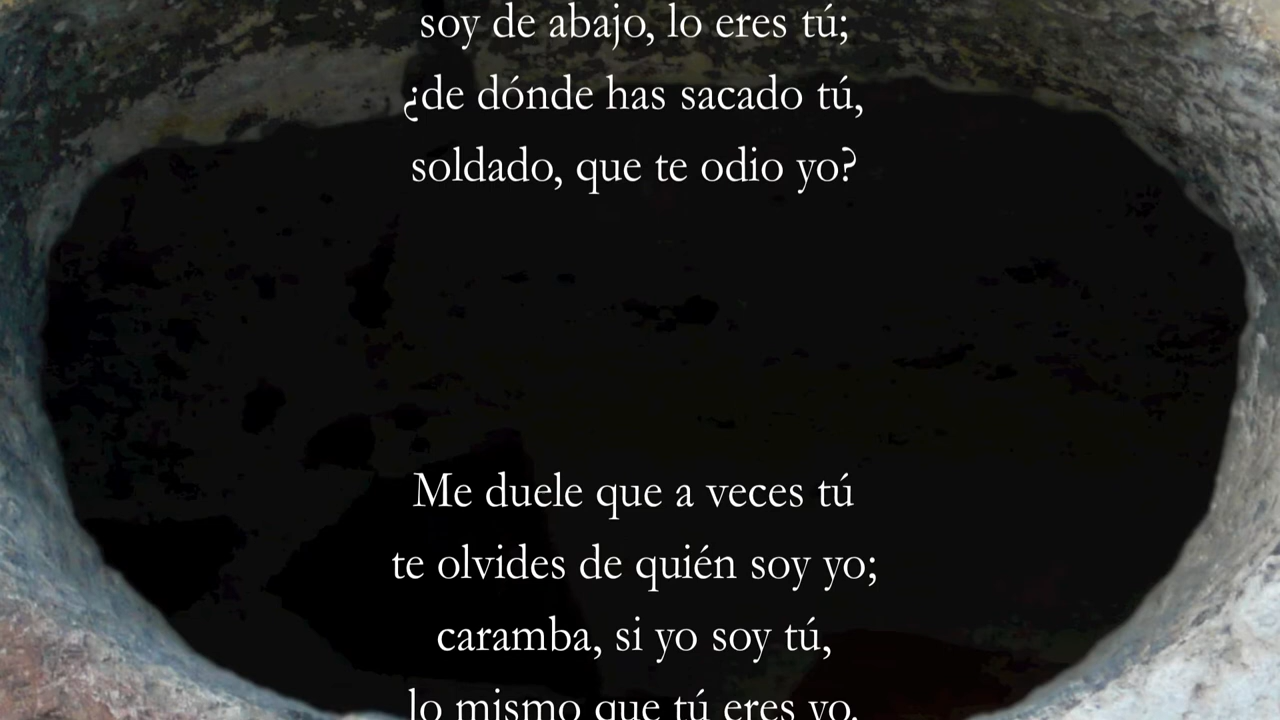 soy de abajo, lo eres tú;
¿de dónde has sacado tú,
soldado, que te odio yo?
Me duele que a veces tú
te olvides de quién soy yo;
caramba, si yo soy tú,
lo mismo que tú eres yo.